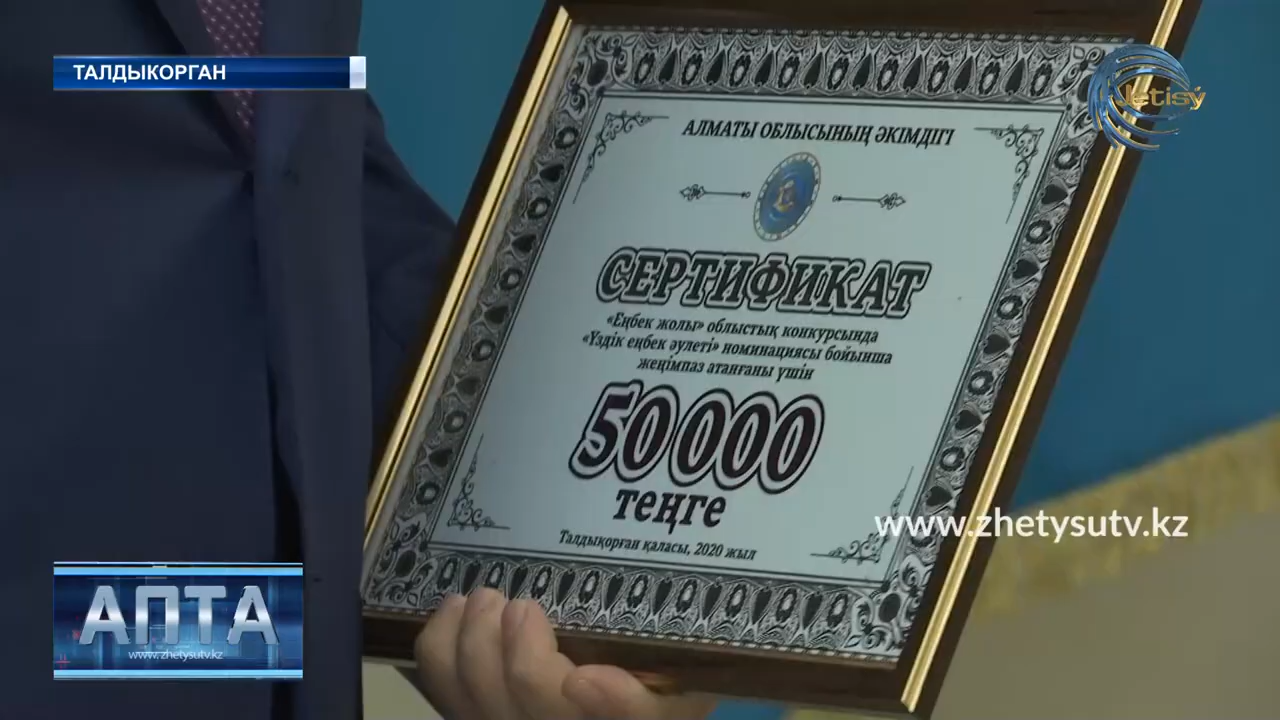 ТАЛДЫКОРГАН
Jetisý
АЛМАТЫ ОБЛЫСЫНЫҢ ӘКІМДІГІ
СЕРТИФИКАТ
«Еңбек жолы» облыстық конкурсында
«Үздік еңбек әулеті» номинациясы бойынша
жеңімпаз атанғаны үшін
50 000
теңге
Талдықорған қаласы, 2020 жыл
www.zhetysutv.kz
АПТА
www.zhetysutv.kz